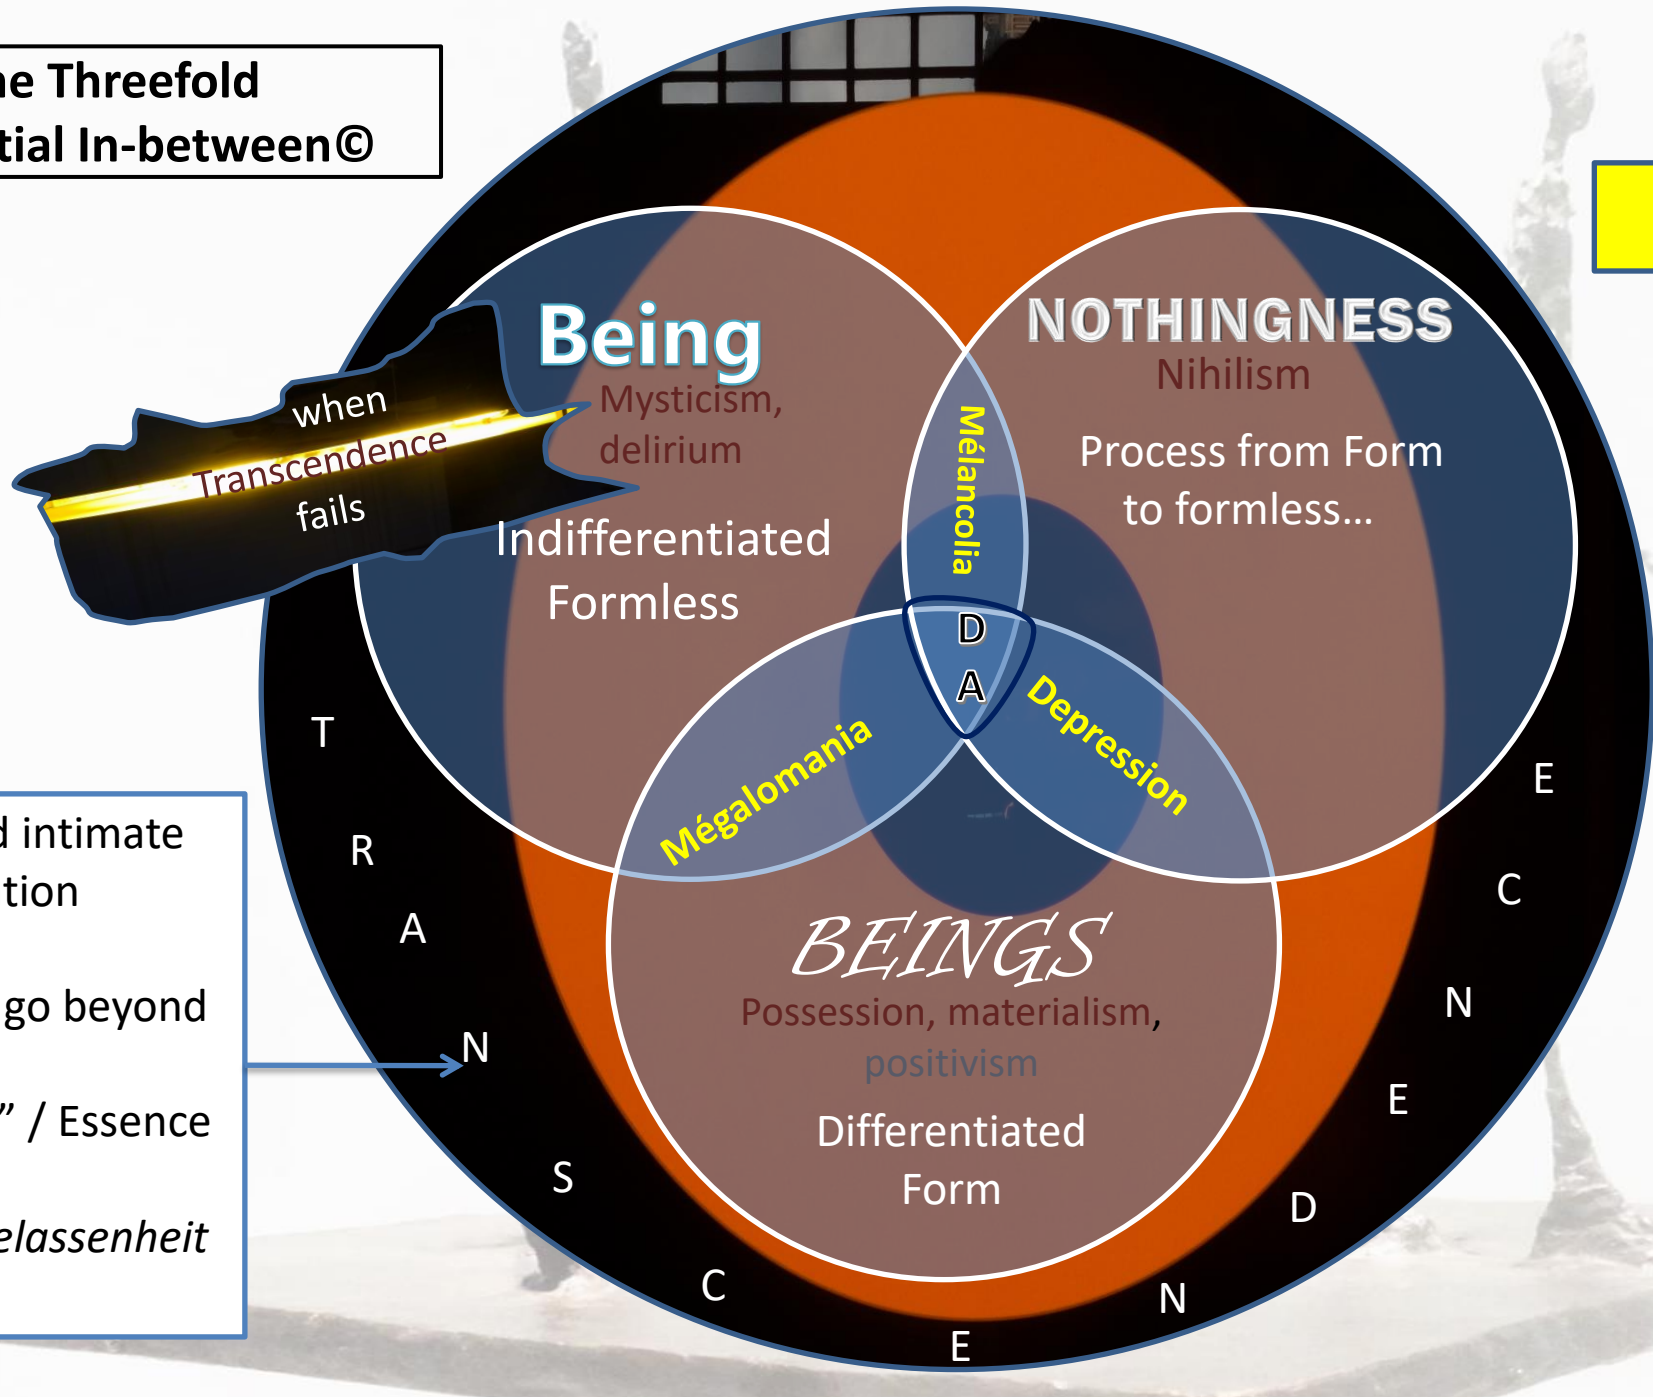 Threefold
tial In-between©
Being
Mysticism,
delirium
Indifferentiated
Formless
NOTHINGNESS
Nihilism
Process from Form
to formless...
when
Transcendence
fails
Mélancolia
D
A
Mégalomania
Depression
BEINGS
Possession, materialism,
positivism
Differentiated
Form
d intimate
tion
go beyond
” / Essence
elassenheit
T
R
A
N
S
C
E
N
D
E
N
C
E